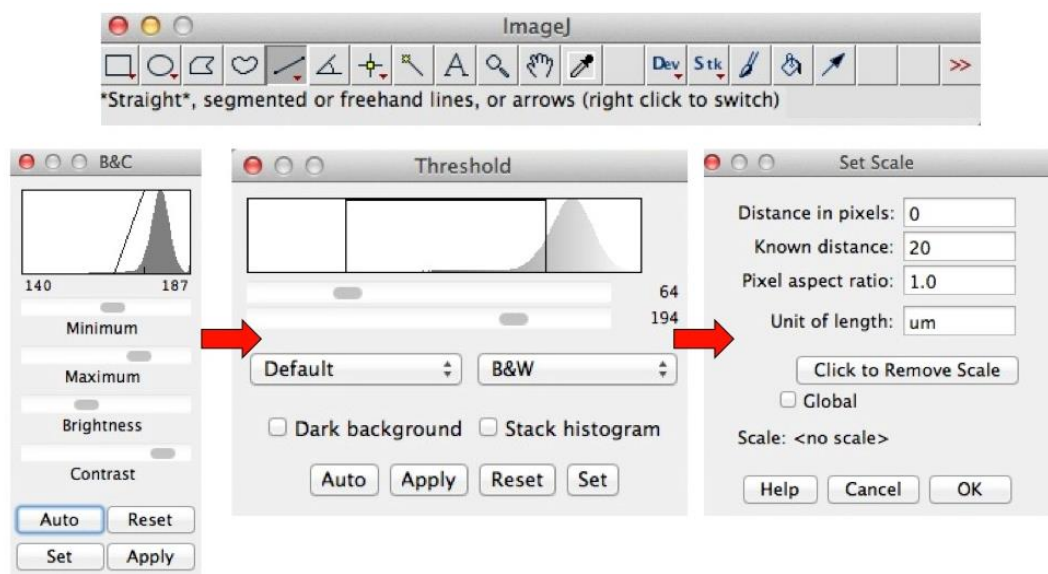 ImageJ
A
Dev Stk >>
*Straight*, segmented or freehand lines, or arrows (right click to switch)
B&C
140 187
Minimum
Maximum
Brightness
Contrast
Auto Reset
Set Apply
Threshold
64
194
Default B&W
Dark background Stack histogram
Auto Apply Reset Set
Set Scale
Distance in pixels: 0
Known distance: 20
Pixel aspect ratio: 1.0
Unit of length: um
Click to Remove Scale
Global
Scale: <no scale>
Help Cancel OK